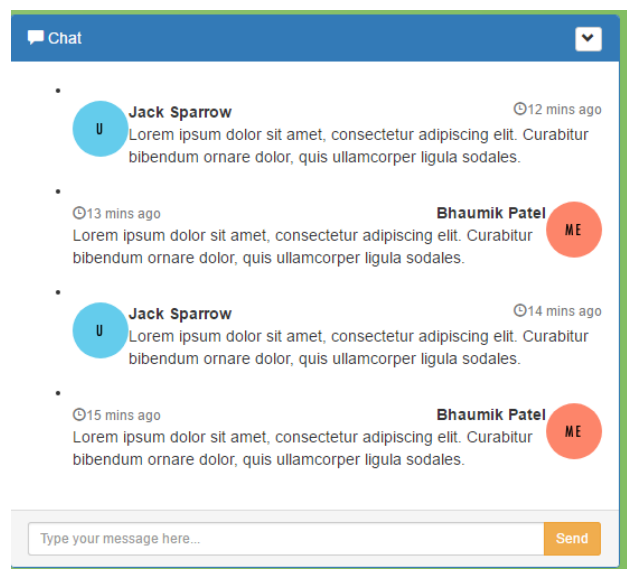 Chat
U
Jack Sparrow 12 mins ago
Lorem ipsum dolor sit amet, consectetur adipiscing elit. Curabitur
bibendum ornare dolor, quis ullamcorper ligula sodales.
13 mins ago Bhaumik Patel
ME
Lorem ipsum dolor sit amet, consectetur adipiscing elit. Curabitur
bibendum ornare dolor, quis ullamcorper ligula sodales.
U
Jack Sparrow 14 mins ago
Lorem ipsum dolor sit amet, consectetur adipiscing elit. Curabitur
bibendum ornare dolor, quis ullamcorper ligula sodales.
15 mins ago Bhaumik Patel
ME
Lorem ipsum dolor sit amet, consectetur adipiscing elit. Curabitur
bibendum ornare dolor, quis ullamcorper ligula sodales.
Type your message here... Send